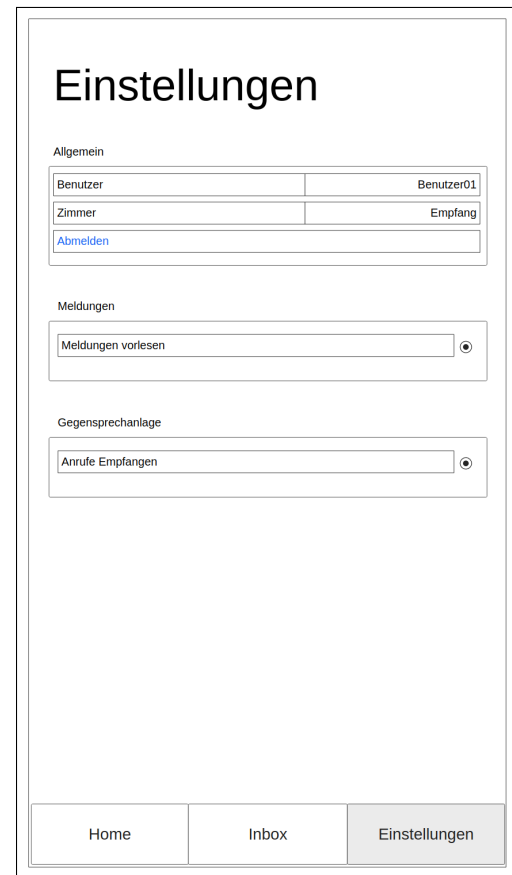 Einstellungen
Allgemein
Benutzer Benutzer01
Zimmer Empfang
Abmelden
Meldungen
Meldungen vorlesen
Gegensprechanlage
Anrufe Empfangen
Home Inbox Einstellungen